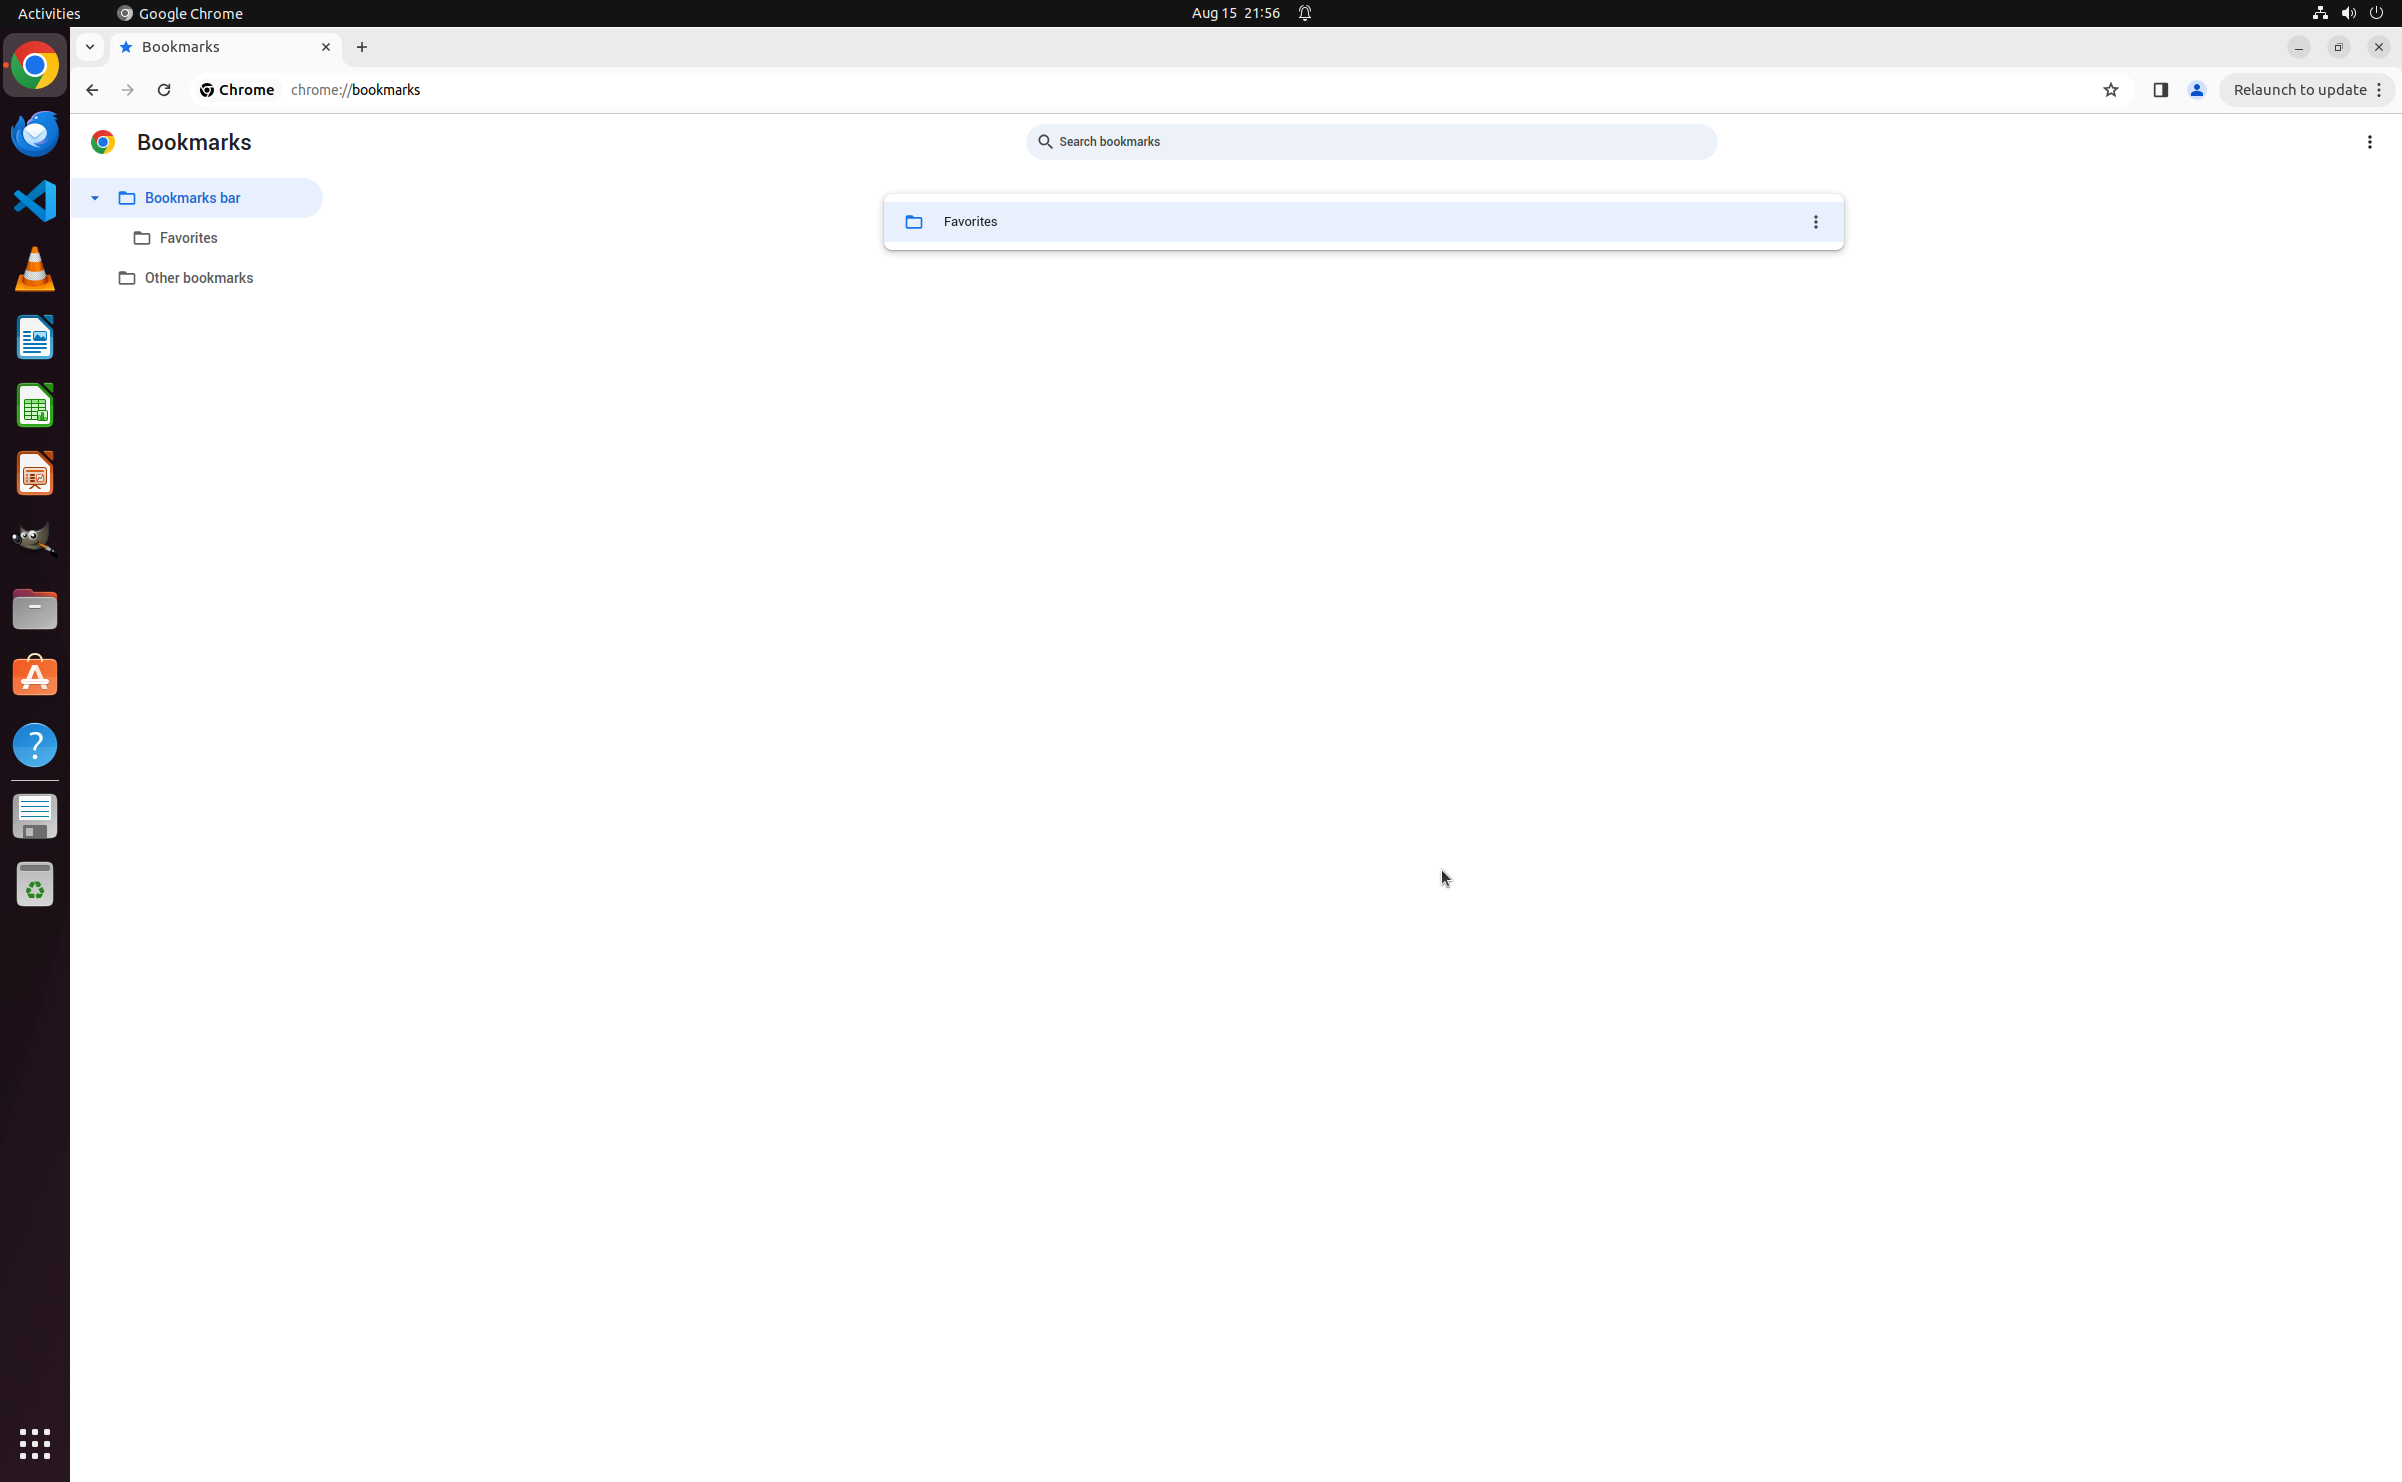 Activities
Google Chrome
Aug 15 21:56
Bookmarks
Chrome
chrome://bookmarks
Relaunch to update
Bookmarks
Search bookmarks
Bookmarks bar
Favorites
Favorites
Other bookmarks